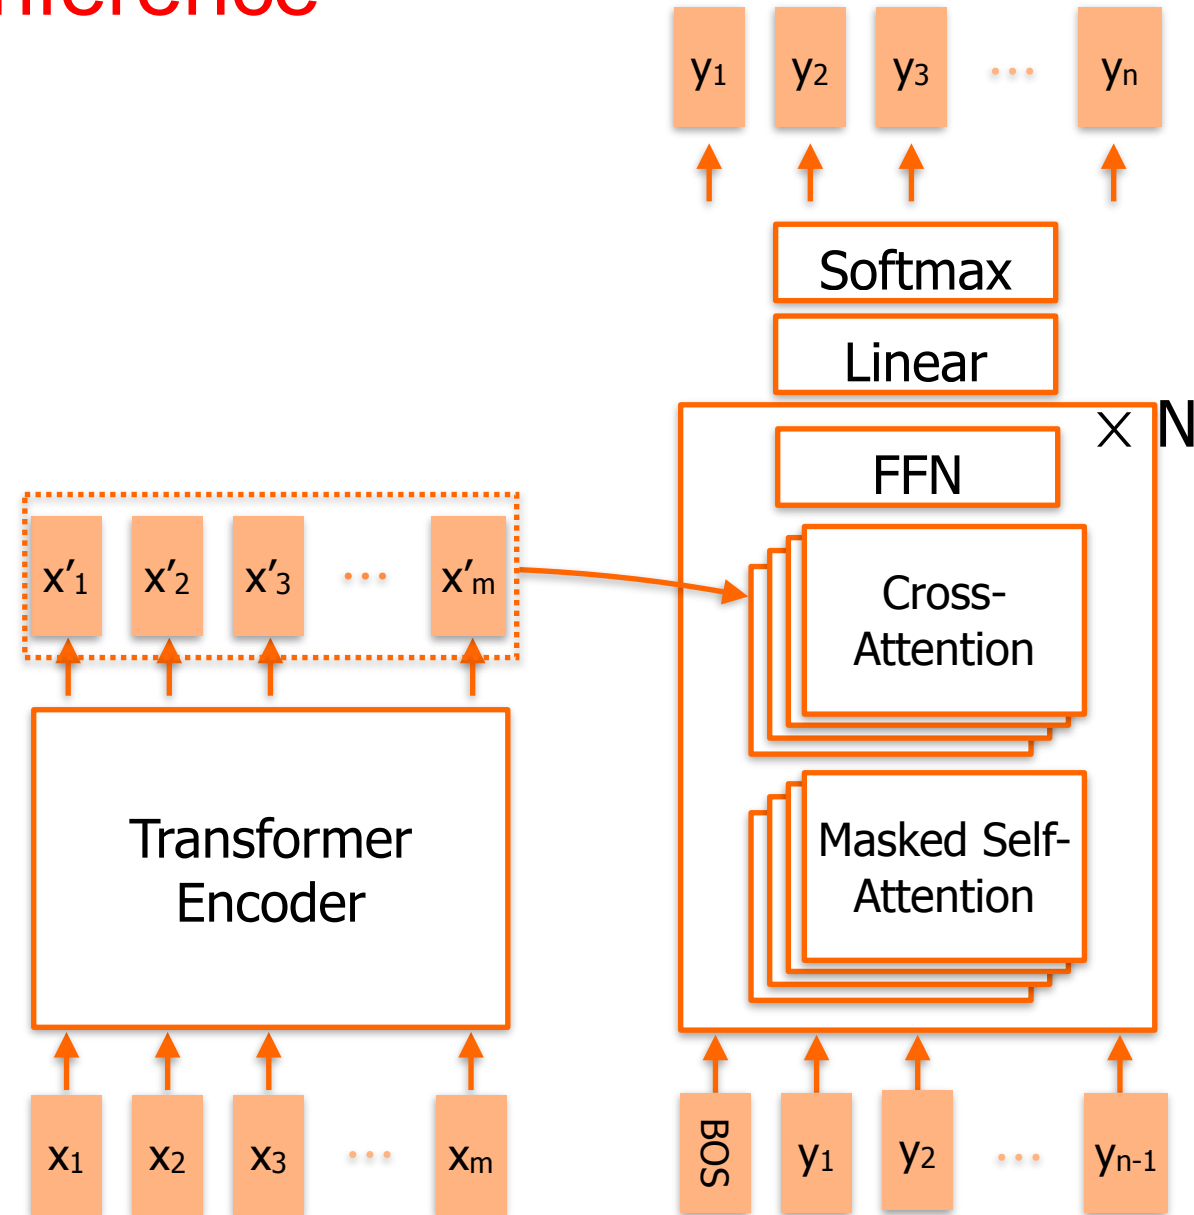 nference
y1 y2 y3 ... yn
Softmax
Linear
× N
FFN
x’1 x’2 x’3 ... x’m
Cross-
Attention
Transformer
Encoder
Masked Self-
Attention
x1 x2 x3 ... xm
BOS y1 y2 ... yn-1